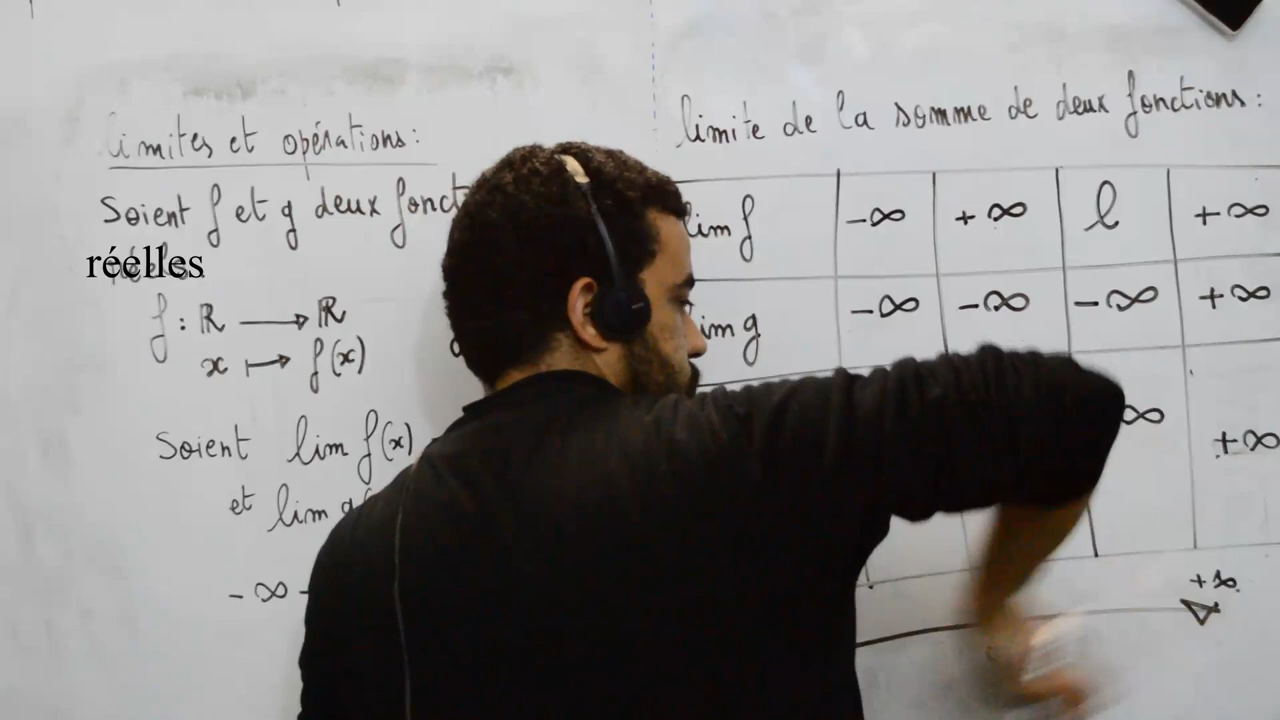 limites et opérations:
Soient f et g deux fonct
réelles
f : ℝ ⟶ ℝ
x ⟼ f(x)
Soient lim f(x)
et lim g(
-∞ -
limite de la somme de deux fonctions :
lim f -∞ +∞ l +∞
lim g -∞ -∞ -∞ +∞
∞ +∞
+∞